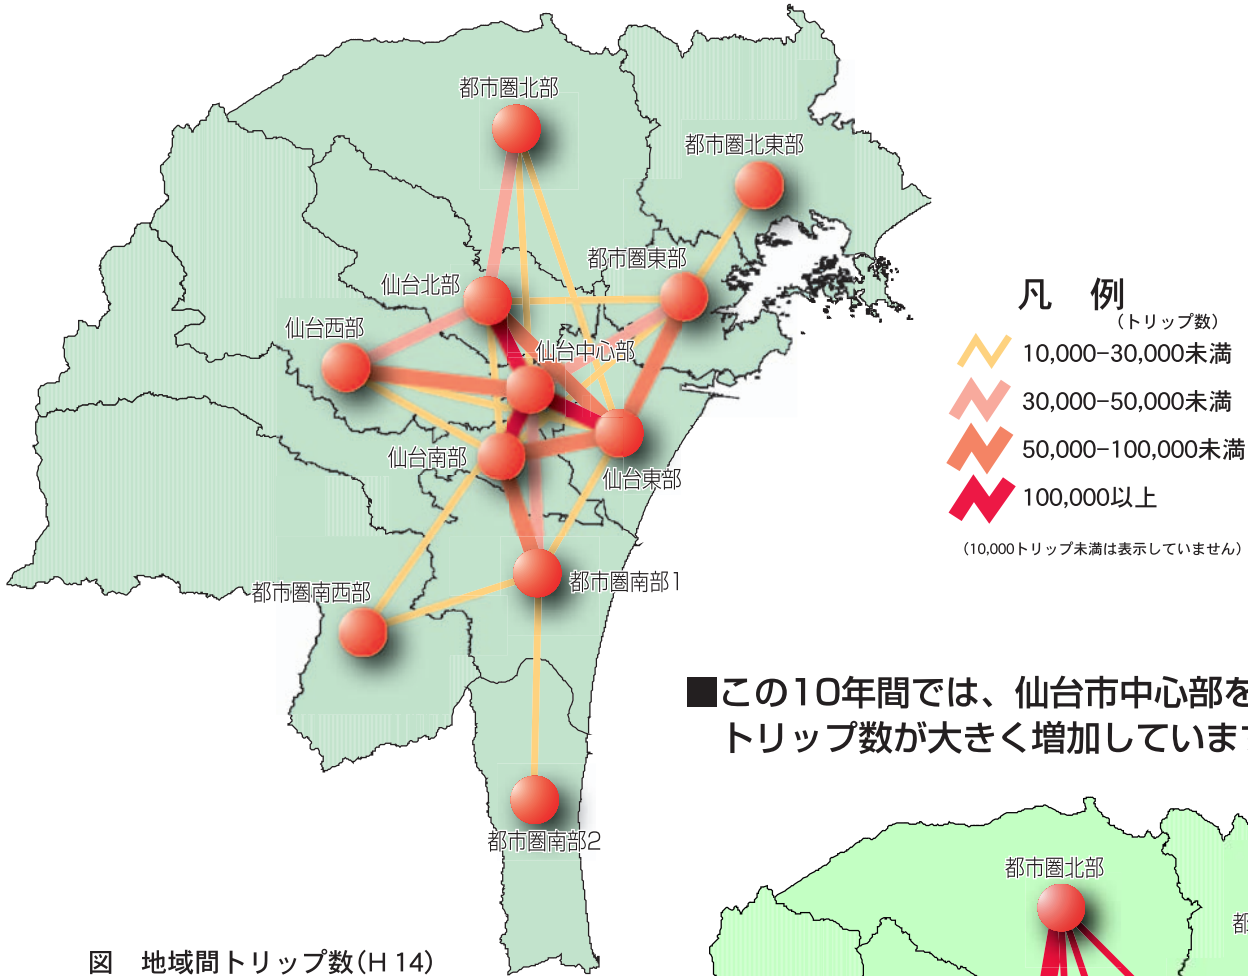 都市圏北部
都市圏北東部
都市圏東部
仙台北部
仙台西部
仙台中心部
仙台南部
仙台東部
都市圏南部1
都市圏南西部
都市圏南部2
凡 例
(トリップ数)
10,000−30,000未満
30,000−50,000未満
50,000−100,000未満
100,000以上
(10,000トリップ未満は表示していません)
■この10年間では、仙台市中心部を
トリップ数が大きく増加していま
都市圏北部
都
図 地域間トリップ数(H 14)